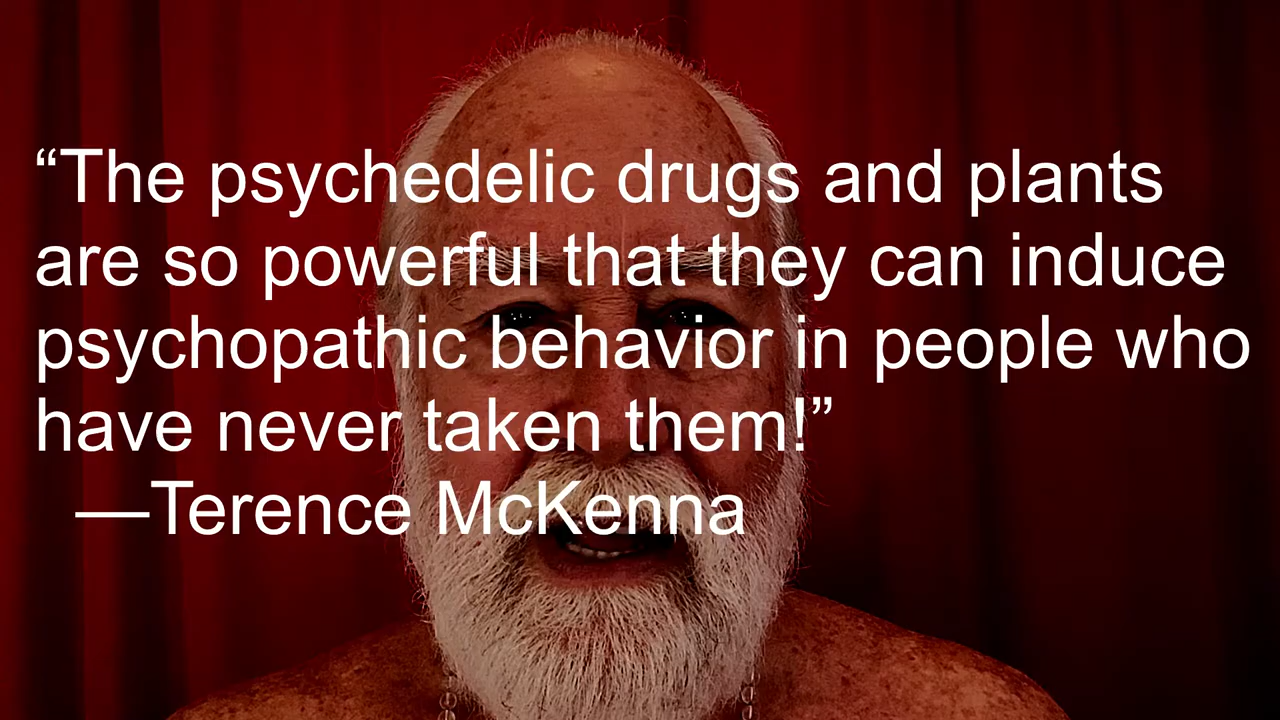 “The psychedelic drugs and plants
are so powerful that they can induce
psychopathic behavior in people who
have never taken them!”
—Terence McKenna